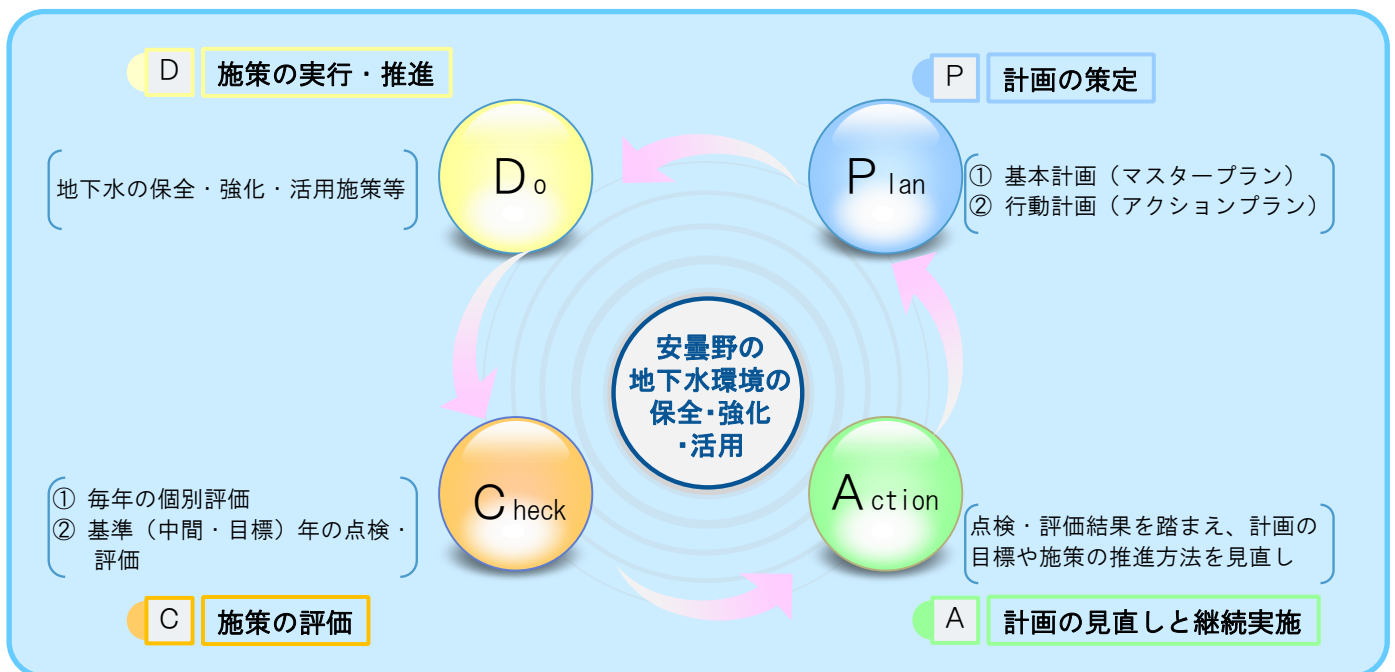 D 施策の実行・推進
P 計画の策定
Do
Plan
地下水の保全・強化・活用施策等
① 基本計画（マスタープラン）
② 行動計画（アクションプラン）
安曇野の
地下水環境の
保全・強化
・活用
Check
Action
① 毎年の個別評価
② 基準（中間・目標）年の点検・
評価
点検・評価結果を踏まえ、計画の
目標や施策の推進方法を見直し
C 施策の評価
A 計画の見直しと継続実施